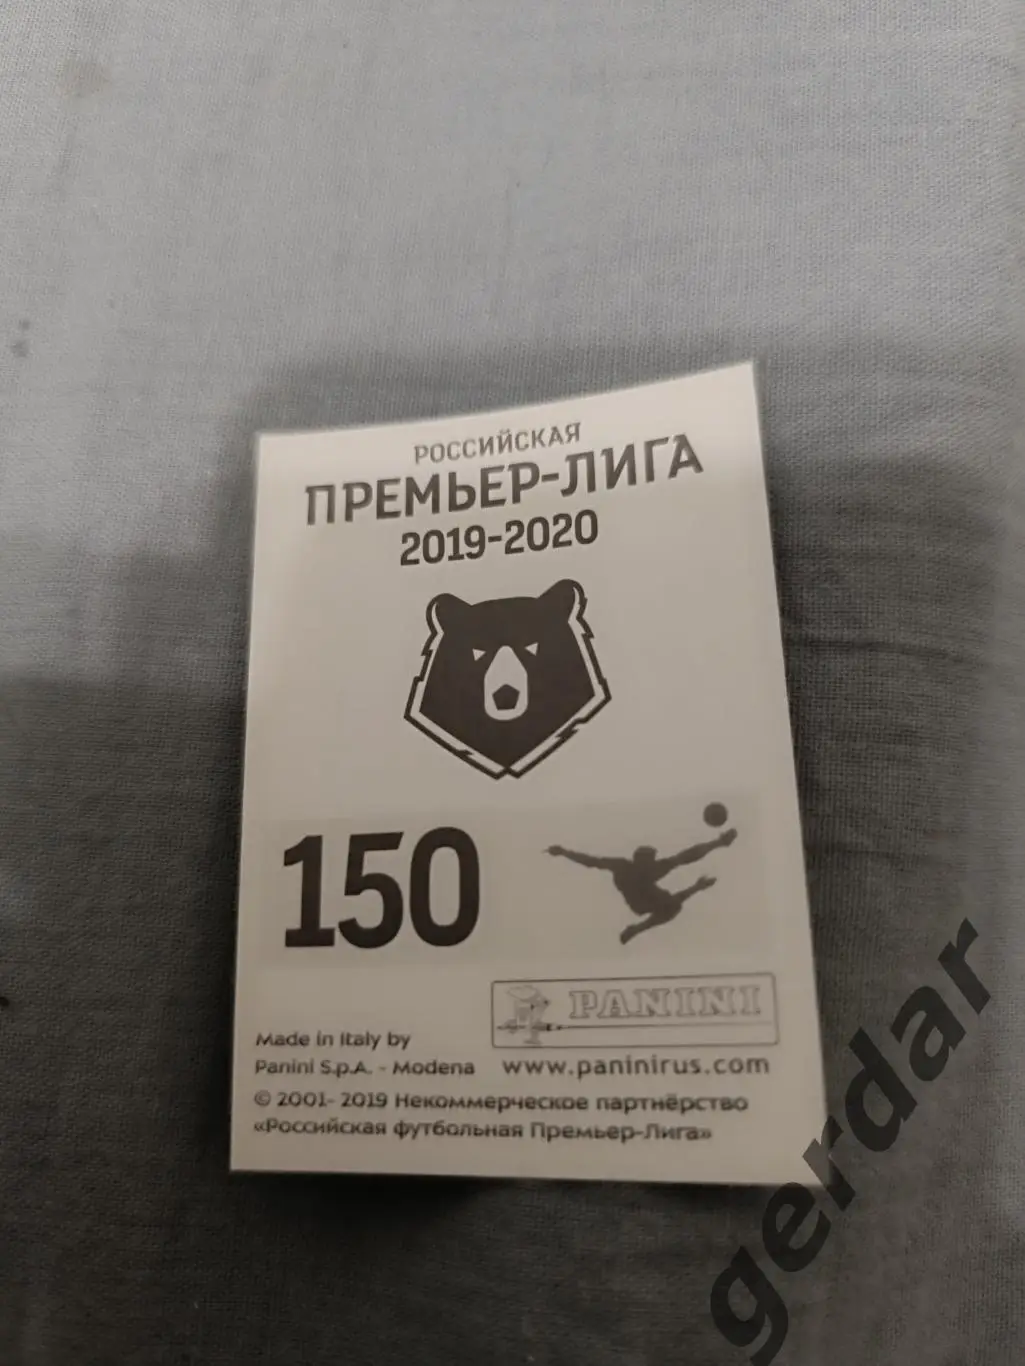 РОССИЙСКАЯ
ПРЕМЬЕР-ЛИГА
2019-2020
150
PANINI
Made in Italy by
Panini S.p.A. - Modena
www.paninirus.com
© 2001- 2019 Некоммерческое партнёрство
«Российская футбольная Премьер-Лига»
gerdar